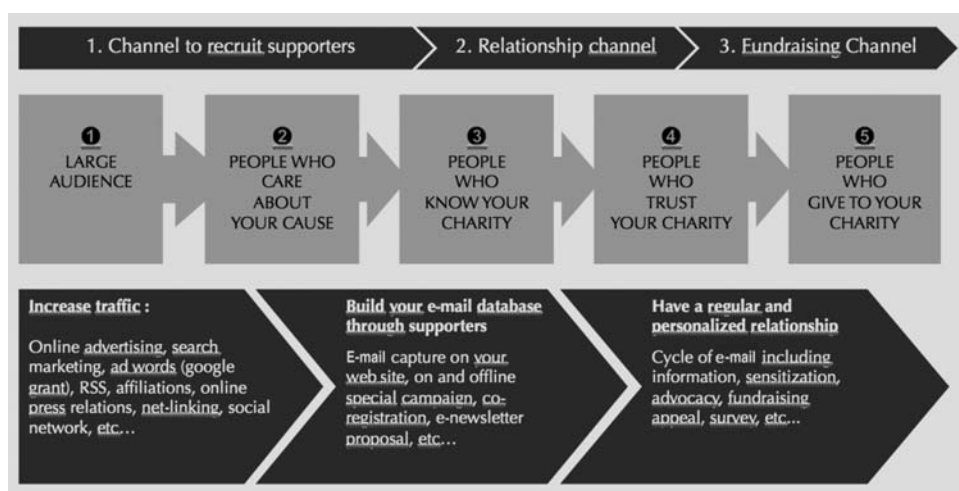 1. Channel to recruit supporters
2. Relationship channel
3. Fundraising Channel
1
LARGE
AUDIENCE
2
PEOPLE WHO
CARE
ABOUT
YOUR CAUSE
3
PEOPLE
WHO
KNOW YOUR
CHARITY
4
PEOPLE
WHO
TRUST
YOUR CHARITY
5
PEOPLE
WHO
GIVE TO YOUR
CHARITY
Increase traffic :
Online advertising, search
marketing, ad words (google
grant), RSS, affiliations, online
press relations, net-linking, social
network, etc...
Build your e-mail database
through supporters
E-mail capture on your
web site, on and offline
special campaign, co-
registration, e-newsletter
proposal, etc...
Have a regular and
personalized relationship
Cycle of e-mail including
information, sensitization,
advocacy, fundraising
appeal, survey, etc...